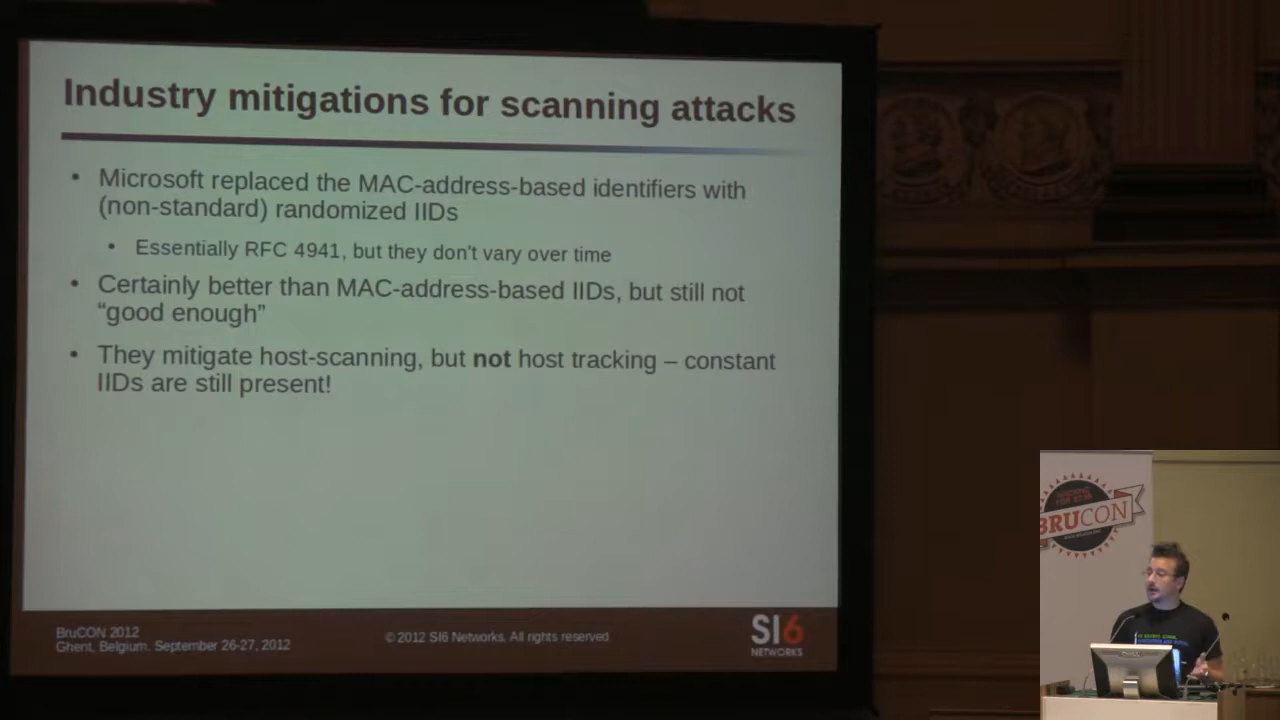 Industry mitigations for scanning attacks
• Microsoft replaced the MAC-address-based identifiers with
(non-standard) randomized IIDs
• Essentially RFC 4941, but they don't vary over time
• Certainly better than MAC-address-based IIDs, but still not
“good enough”
• They mitigate host-scanning, but not host tracking – constant
IIDs are still present!
BruCON 2012
Ghent, Belgium. September 26-27, 2012
© 2012 SI6 Networks. All rights reserved
SI6
NETWORKS
BRUCON